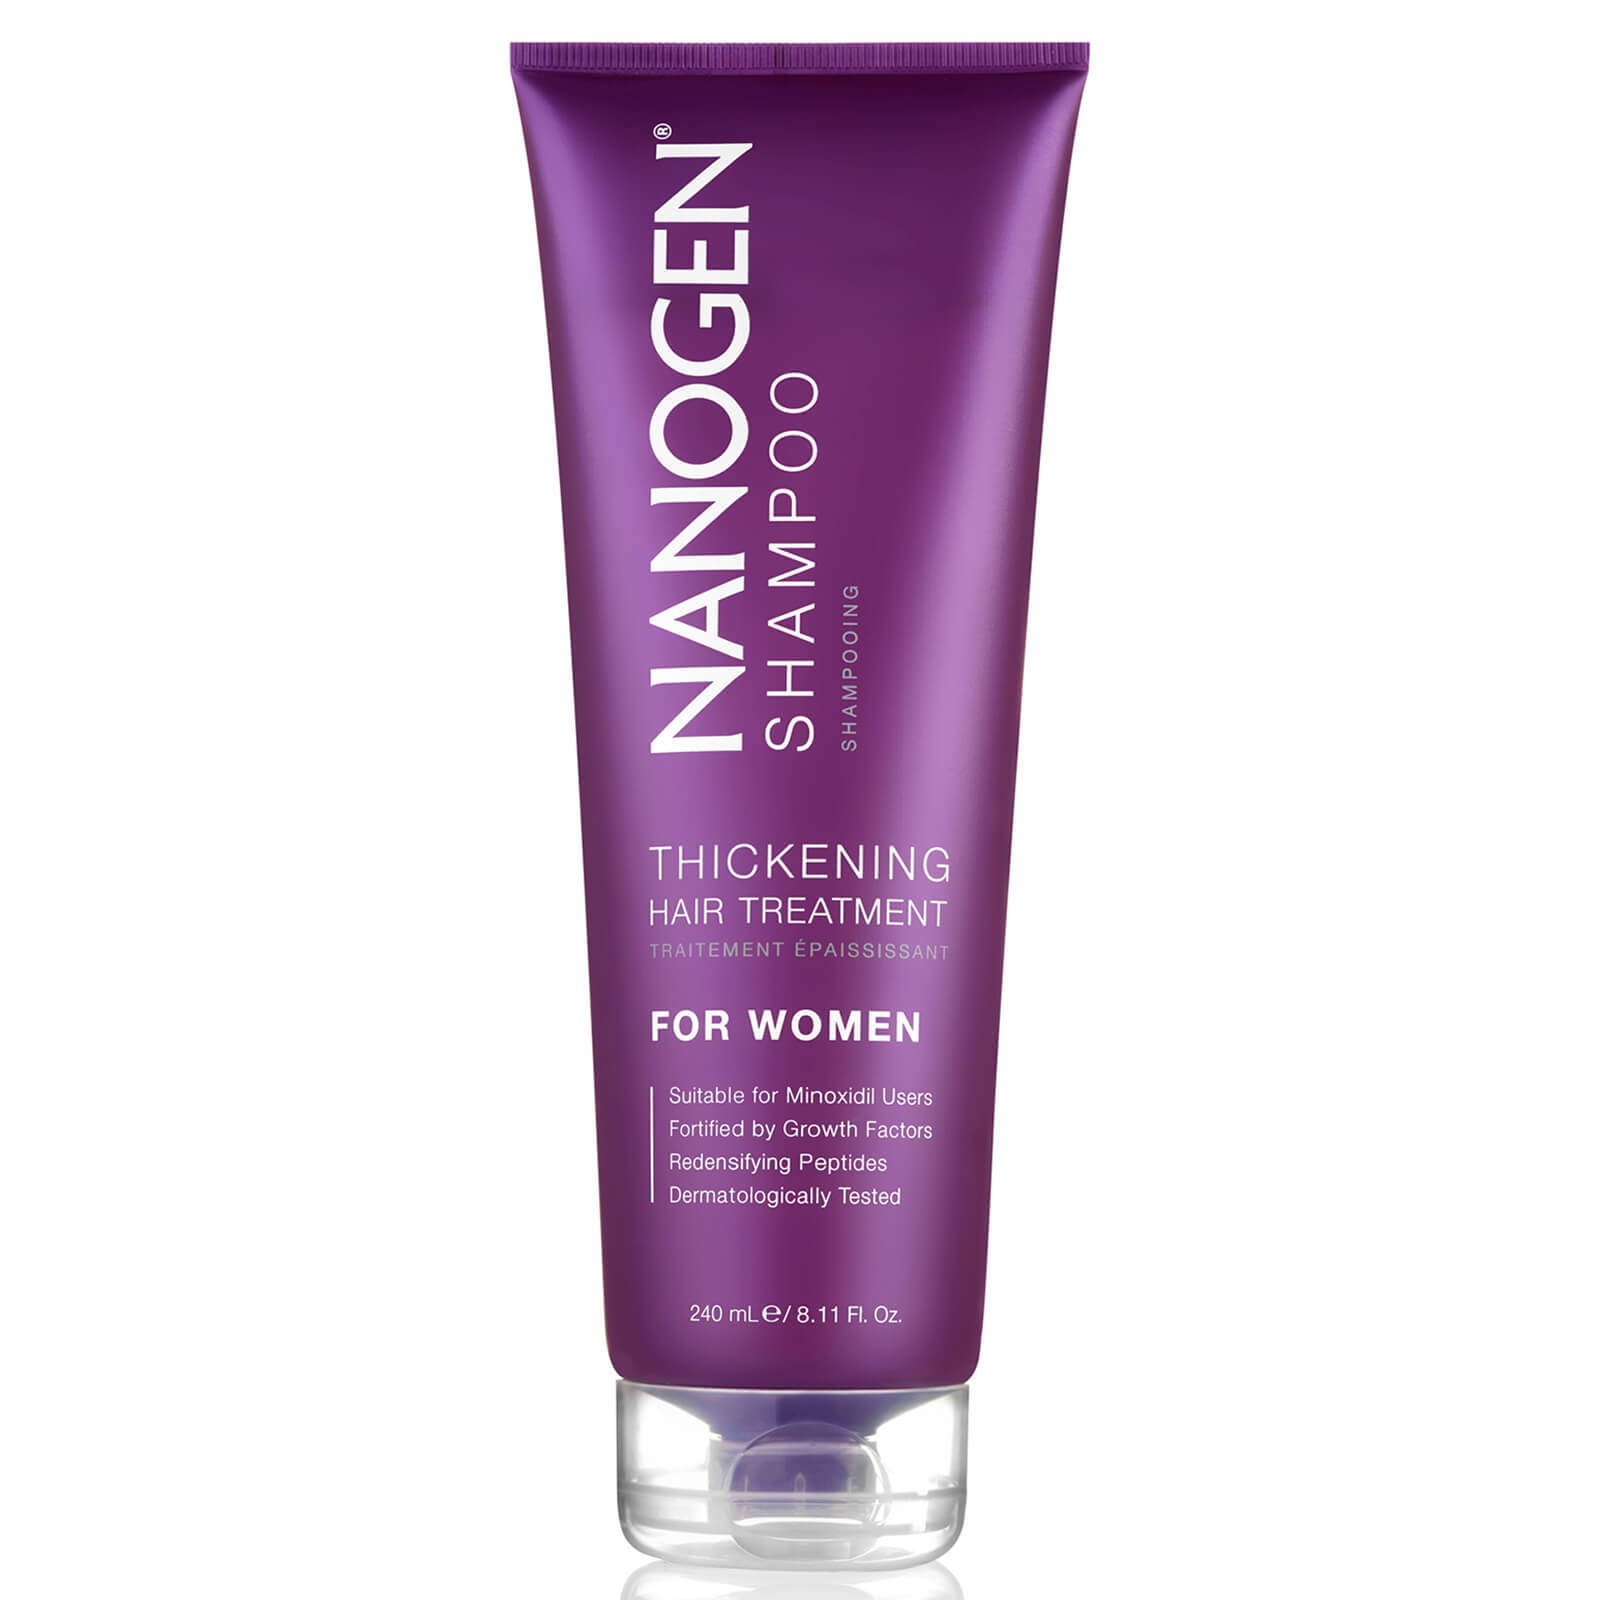 NANOGEN®
SHAMPOO
SHAMPOOING
THICKENING
HAIR TREATMENT
TRAITEMENT ÉPAISSISSANT
FOR WOMEN
Suitable for Minoxidil Users
Fortified by Growth Factors
Redensifying Peptides
Dermatologically Tested
240 mL℮/ 8.11 Fl. Oz.